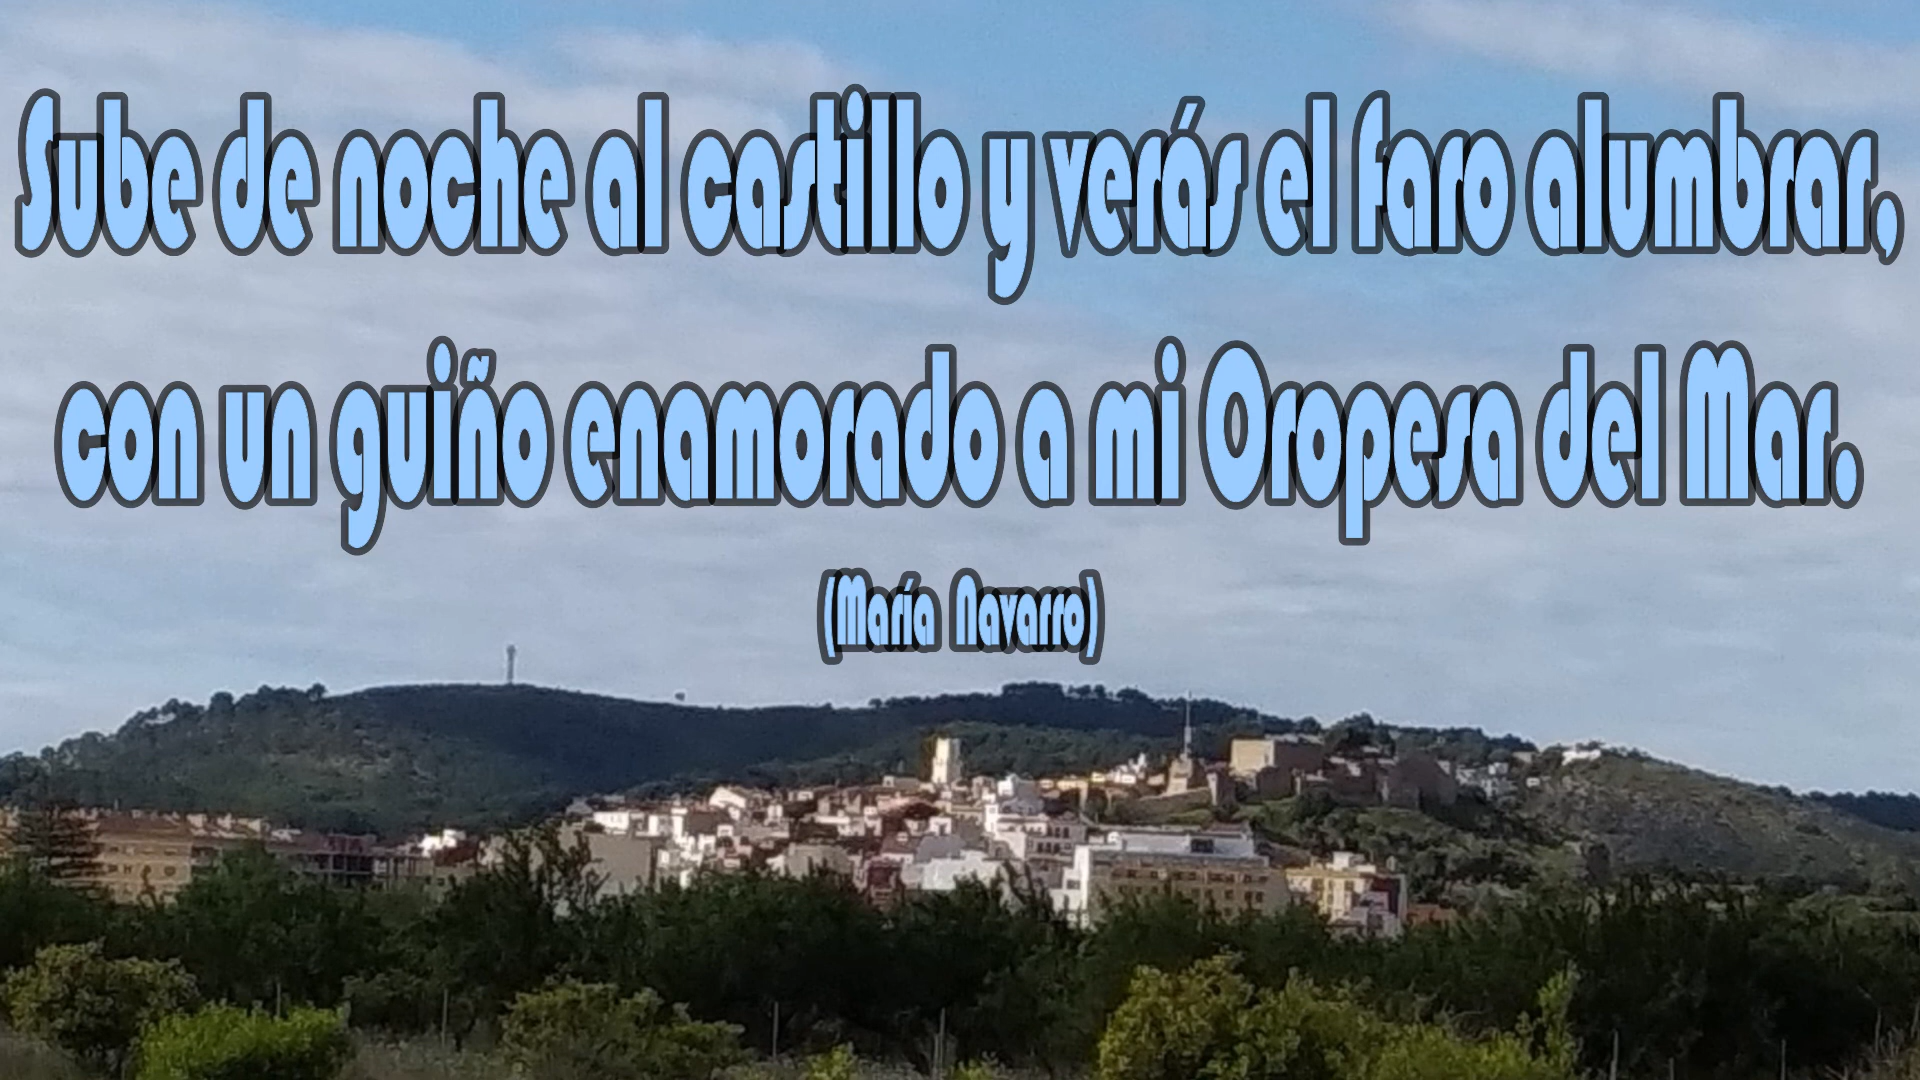 Sube de noche al castillo y verás el faro alumbrar,
con un guiño enamorado a mi Oropesa del Mar.
(María Navarro)